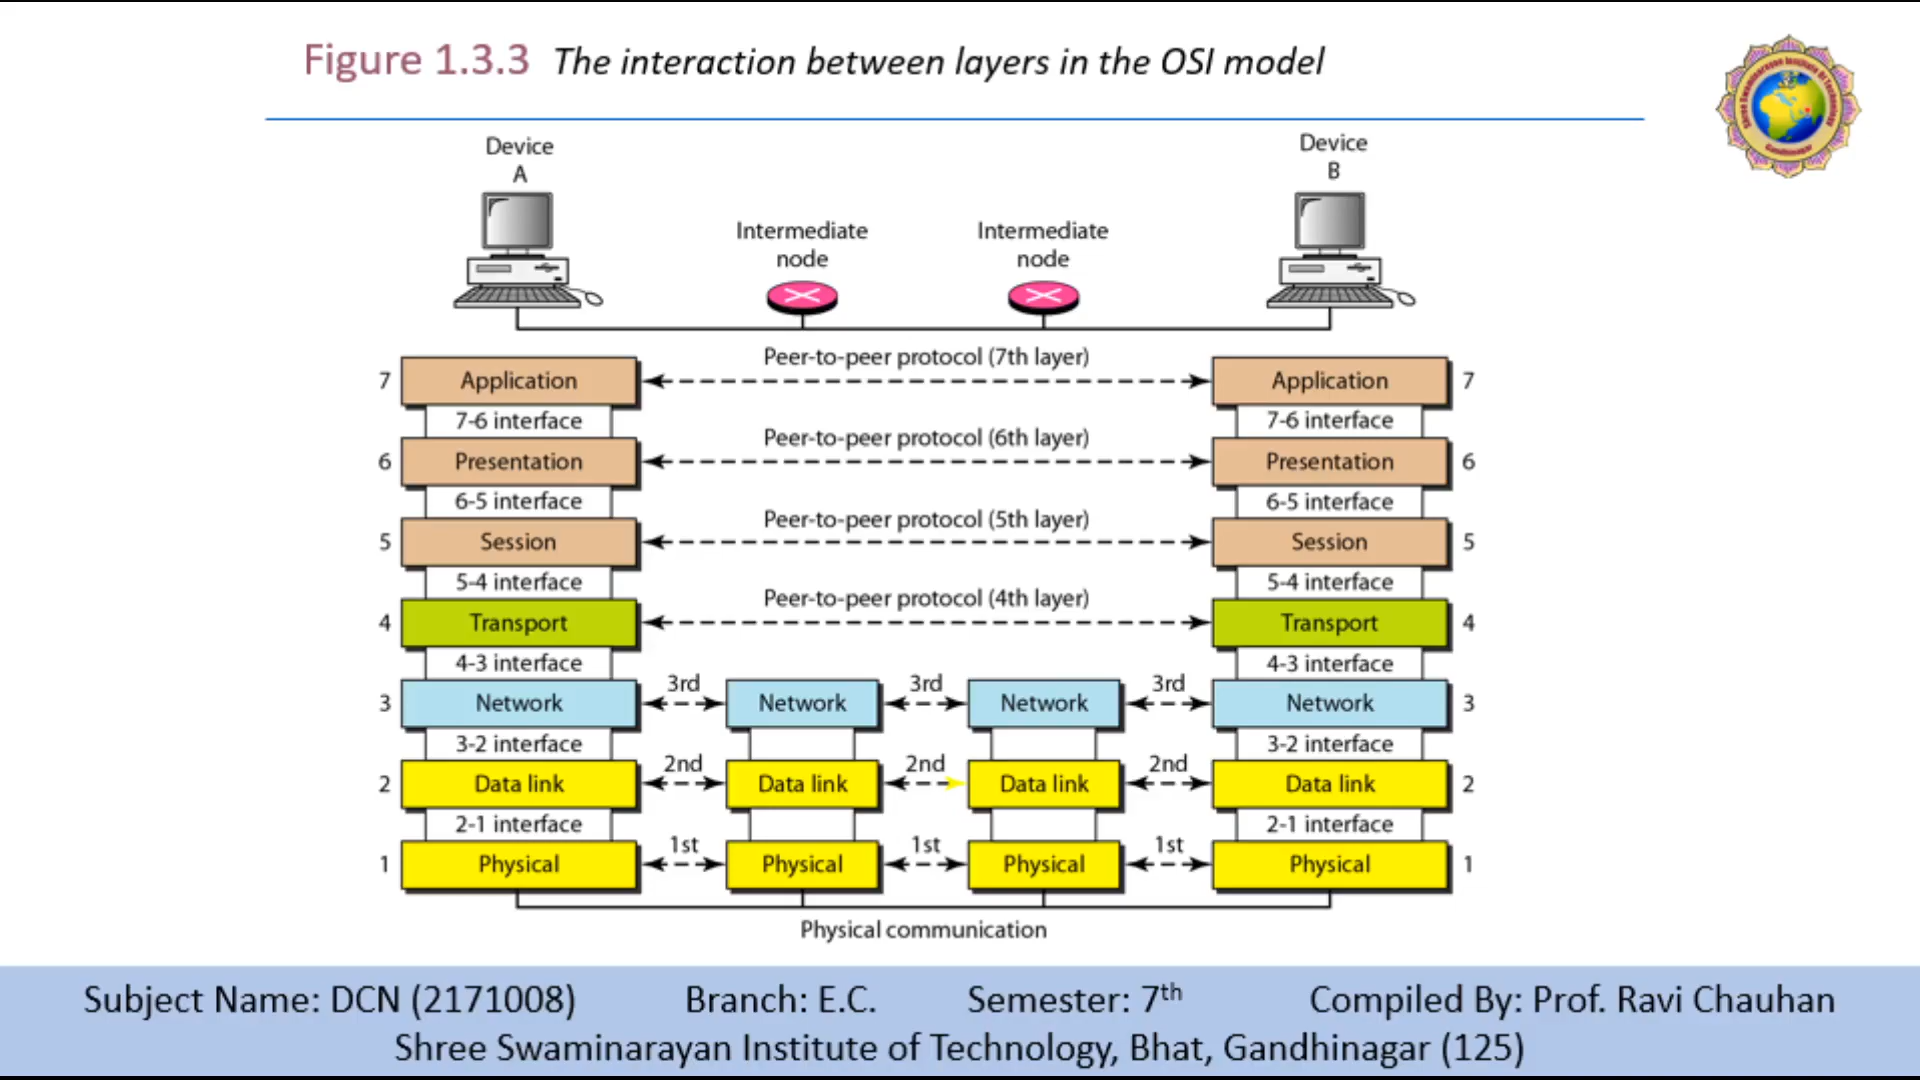 Figure 1.3.3 The interaction between layers in the OSI model
Shree Swaminarayan Institute Of Technology
Gandhinagar
Device
A
Device
B
Intermediate
node
Intermediate
node
Peer-to-peer protocol (7th layer)
7 Application Application 7
7-6 interface 7-6 interface
Peer-to-peer protocol (6th layer)
6 Presentation Presentation 6
6-5 interface 6-5 interface
Peer-to-peer protocol (5th layer)
5 Session Session 5
5-4 interface 5-4 interface
Peer-to-peer protocol (4th layer)
4 Transport Transport 4
4-3 interface 4-3 interface
3rd 3rd 3rd
3 Network Network Network Network 3
3-2 interface 3-2 interface
2nd 2nd 2nd
2 Data link Data link Data link Data link 2
2-1 interface 2-1 interface
1st 1st 1st
1 Physical Physical Physical Physical 1
Physical communication
Subject Name: DCN (2171008) Branch: E.C. Semester: 7th Compiled By: Prof. Ravi Chauhan
Shree Swaminarayan Institute of Technology, Bhat, Gandhinagar (125)